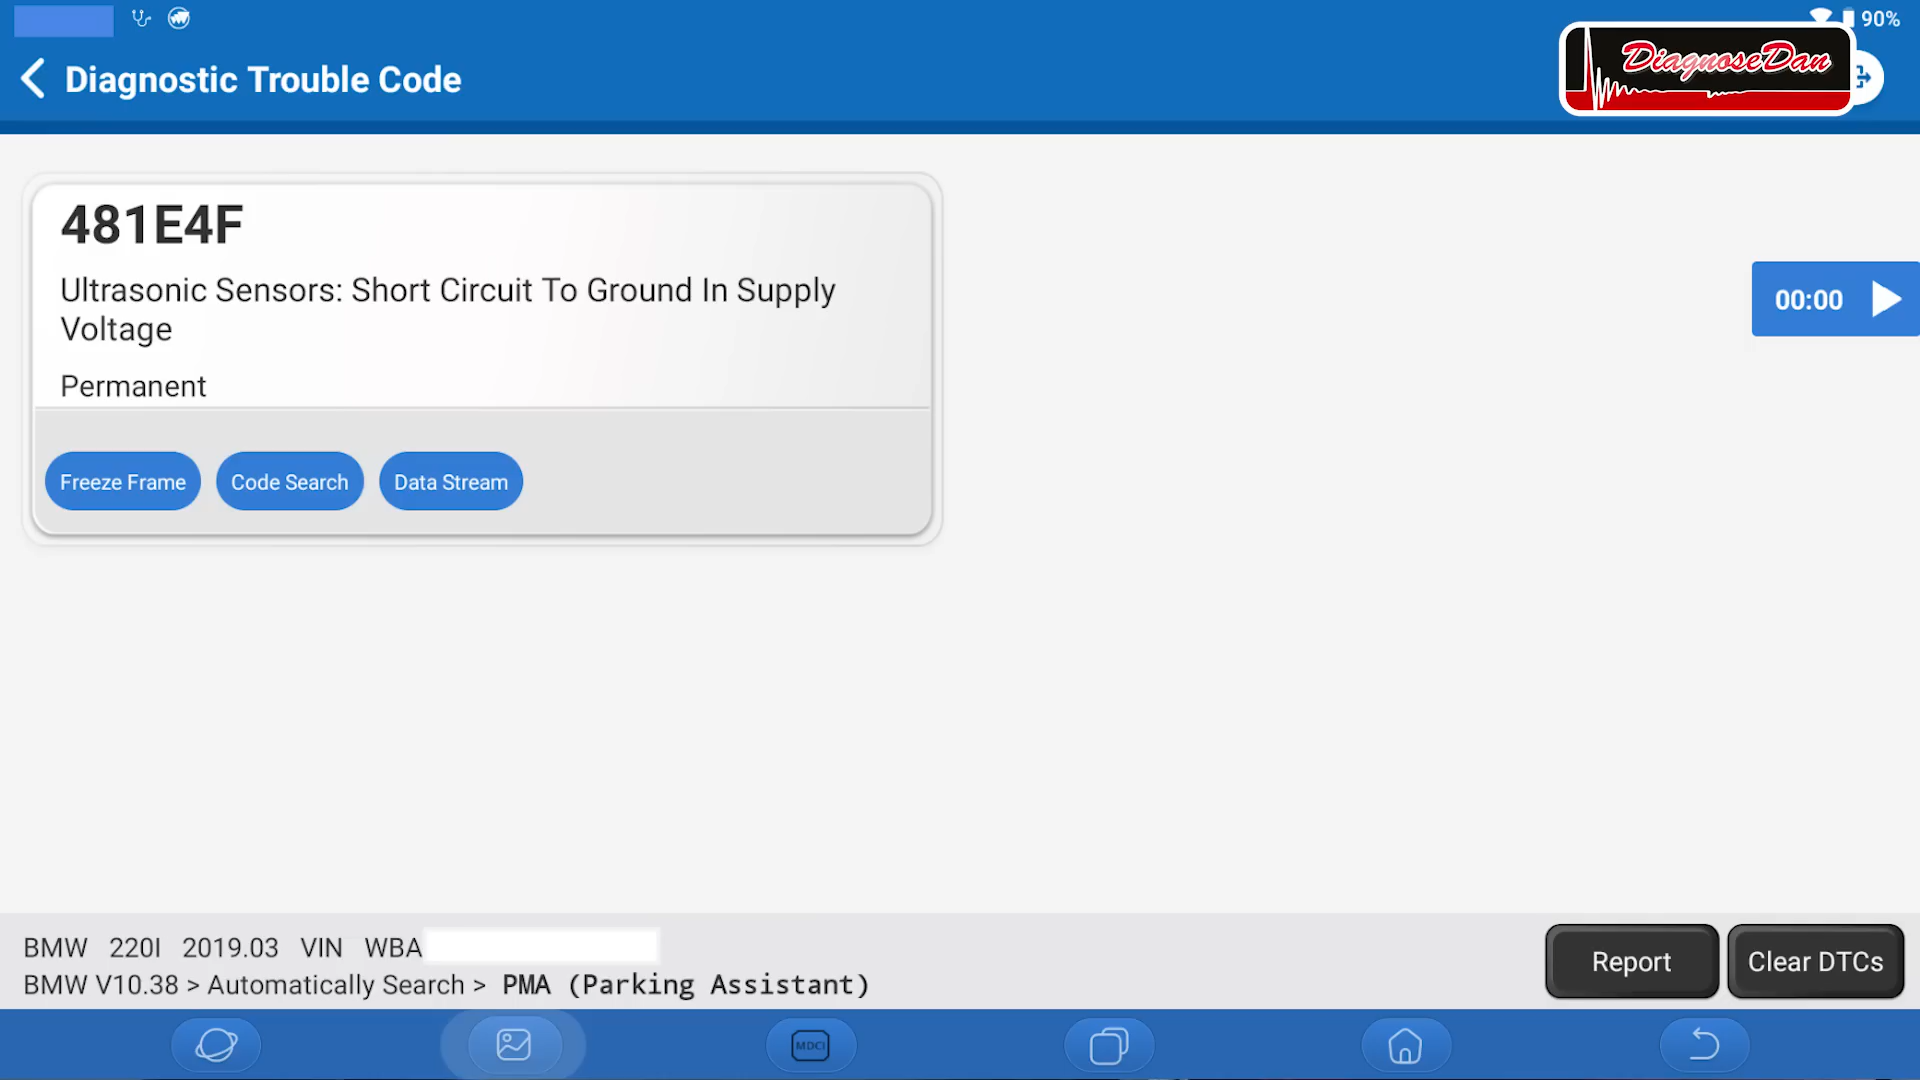 90%
Diagnostic Trouble Code
DiagnoseDan
481E4F
Ultrasonic Sensors: Short Circuit To Ground In Supply
Voltage
Permanent
00:00
Freeze Frame
Code Search
Data Stream
BMW 220I 2019.03 VIN WBA
BMW V10.38 > Automatically Search > PMA (Parking Assistant)
Report
Clear DTCs
MDCI